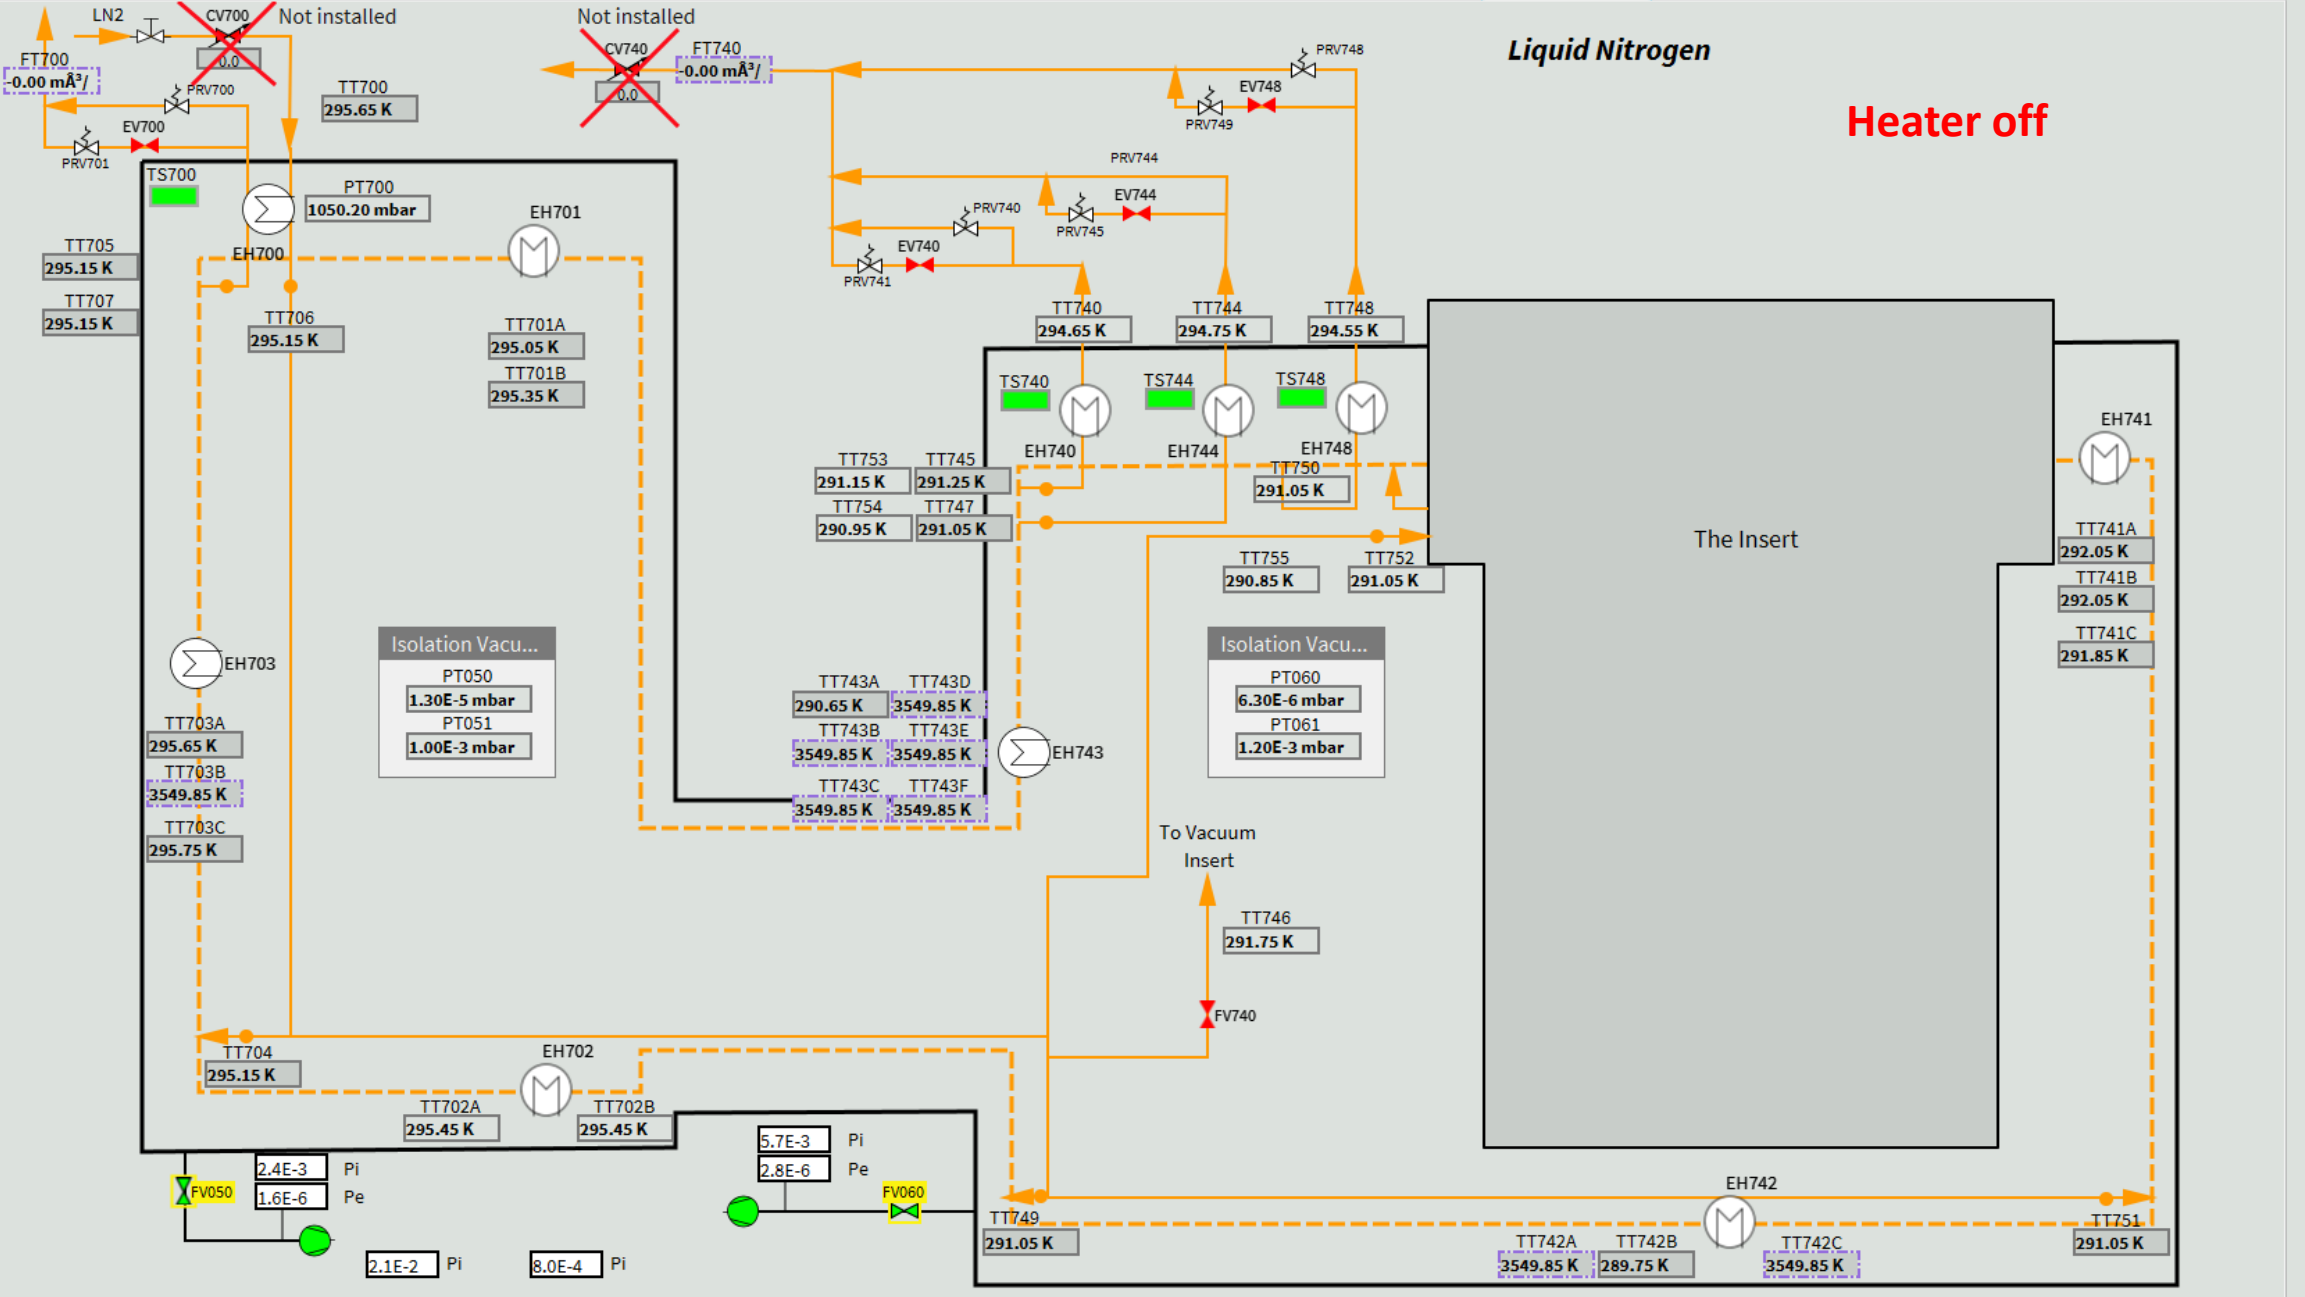 LN2
CV700
Not installed
0.0
FT700
-0.00 mÂ³/
PRV700
TT700
295.65 K
EV700
PRV701
Not installed
CV740
0.0
FT740
-0.00 mÂ³/
PRV748
EV748
PRV749
Liquid Nitrogen
Heater off
TS700
PT700
1050.20 mbar
EH701
EH700
TT705
295.15 K
TT707
295.15 K
TT706
295.15 K
TT701A
295.05 K
TT701B
295.35 K
PRV744
EV744
PRV745
PRV740
EV740
PRV741
TT740
294.65 K
TT744
294.75 K
TT748
294.55 K
TS740
TS744
TS748
EH740
EH744
EH748
TT753
291.15 K
TT745
291.25 K
TT754
290.95 K
TT747
291.05 K
TT750
291.05 K
TT755
290.85 K
TT752
291.05 K
The Insert
EH741
TT741A
292.05 K
TT741B
292.05 K
TT741C
291.85 K
EH703
TT703A
295.65 K
TT703B
3549.85 K
TT703C
295.75 K
Isolation Vacu...
PT050
1.30E-5 mbar
PT051
1.00E-3 mbar
TT743A
290.65 K
TT743D
3549.85 K
TT743B
3549.85 K
TT743E
3549.85 K
TT743C
3549.85 K
TT743F
3549.85 K
EH743
Isolation Vacu...
PT060
6.30E-6 mbar
PT061
1.20E-3 mbar
To Vacuum
Insert
TT746
291.75 K
FV740
TT704
295.15 K
EH702
TT702A
295.45 K
TT702B
295.45 K
FV050
2.4E-3 Pi
1.6E-6 Pe
2.1E-2 Pi
8.0E-4 Pi
5.7E-3 Pi
2.8E-6 Pe
FV060
TT749
291.05 K
EH742
TT742A
3549.85 K
TT742B
289.75 K
TT742C
3549.85 K
TT751
291.05 K